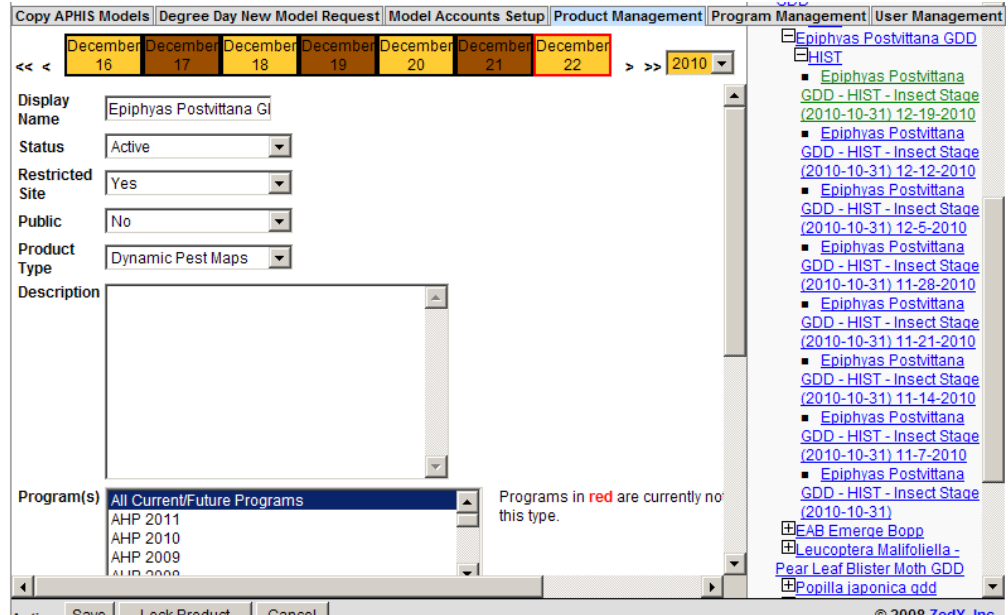 Copy APHIS Models Degree Day New Model Request Model Accounts Setup Product Management Program Management User Management
<< < December 16 December 17 December 18 December 19 December 20 December 21 December 22 > >> 2010
Display Name Epiphyas Postvittana GI
Status Active
Restricted Site Yes
Public No
Product Type Dynamic Pest Maps
Description
Program(s) All Current/Future Programs
AHP 2011
AHP 2010
AHP 2009
AHP 2008
Programs in red are currently no
this type.
GDD
Epiphyas Postvittana GDD
HIST
Epiphyas Postvittana
GDD - HIST - Insect Stage
(2010-10-31) 12-19-2010
Epiphyas Postvittana
GDD - HIST - Insect Stage
(2010-10-31) 12-12-2010
Epiphyas Postvittana
GDD - HIST - Insect Stage
(2010-10-31) 12-5-2010
Epiphyas Postvittana
GDD - HIST - Insect Stage
(2010-10-31) 11-28-2010
Epiphyas Postvittana
GDD - HIST - Insect Stage
(2010-10-31) 11-21-2010
Epiphyas Postvittana
GDD - HIST - Insect Stage
(2010-10-31) 11-14-2010
Epiphyas Postvittana
GDD - HIST - Insect Stage
(2010-10-31) 11-7-2010
Epiphyas Postvittana
GDD - HIST - Insect Stage
(2010-10-31)
EAB Emerge Bopp
Leucoptera Malifoliella -
Pear Leaf Blister Moth GDD
Popilla japonica gdd
Save Lock Product Cancel © 2008 ZedX, Inc.